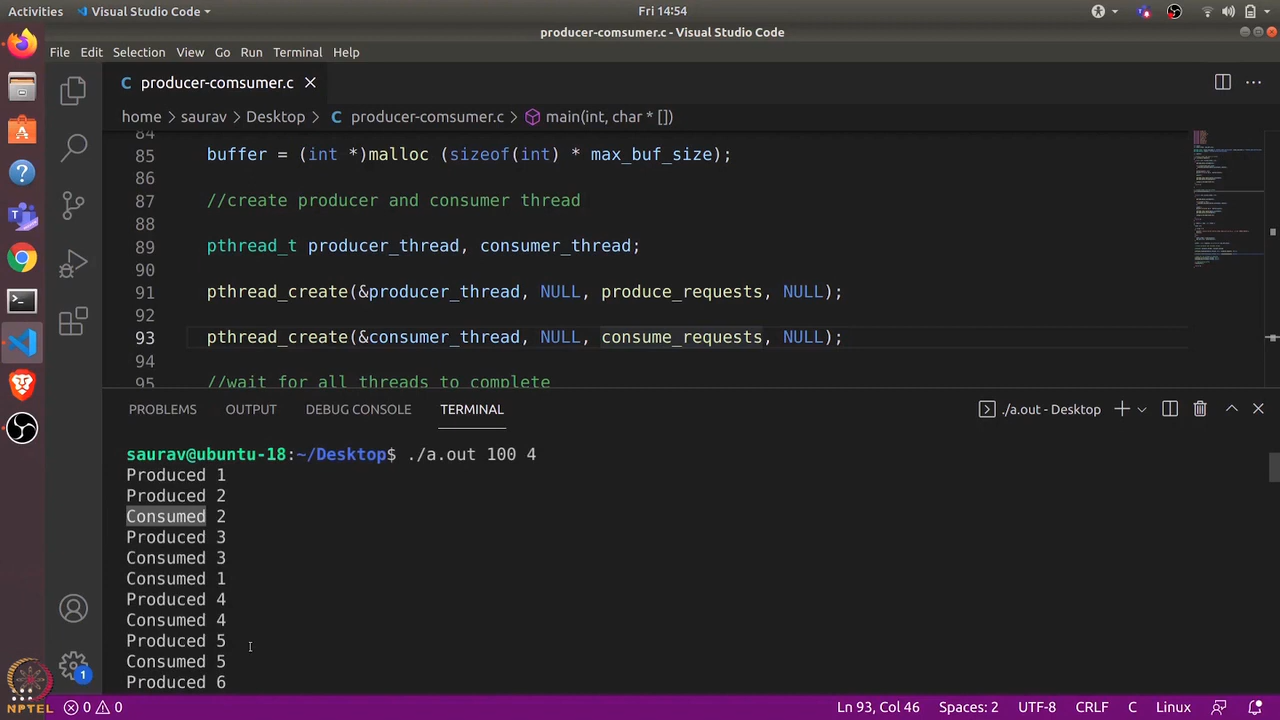 Activities Visual Studio Code Fri 14:54
producer-comsumer.c - Visual Studio Code
File Edit Selection View Go Run Terminal Help
C producer-comsumer.c
home > saurav > Desktop > C producer-comsumer.c > main(int, char * [])
84
85 buffer = (int *)malloc (sizeof(int) * max_buf_size);
86
87 //create producer and consumer thread
88
89 pthread_t producer_thread, consumer_thread;
90
91 pthread_create(&producer_thread, NULL, produce_requests, NULL);
92
93 pthread_create(&consumer_thread, NULL, consume_requests, NULL);
94
95 //wait for all threads to complete
PROBLEMS OUTPUT DEBUG CONSOLE TERMINAL ./a.out - Desktop
saurav@ubuntu-18:~/Desktop$ ./a.out 100 4
Produced 1
Produced 2
Consumed 2
Produced 3
Consumed 3
Consumed 1
Produced 4
Consumed 4
Produced 5
Consumed 5
Produced 6
1
NPTEL
0 0 Ln 93, Col 46 Spaces: 2 UTF-8 CRLF C Linux